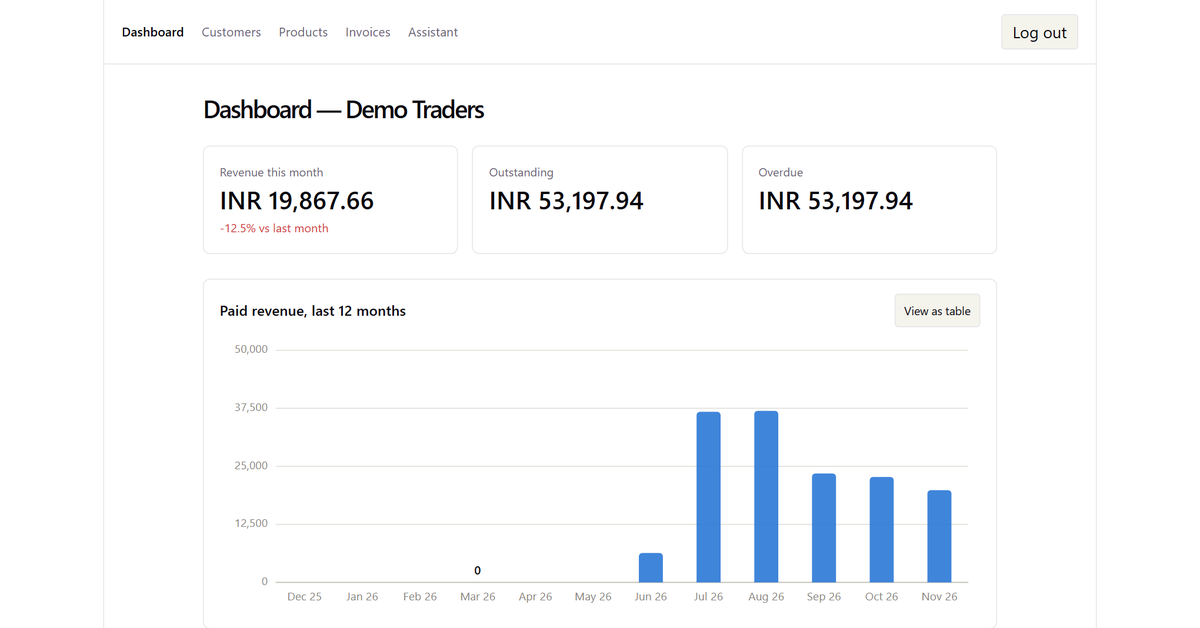 Dashboard Customers Products Invoices Assistant Log out
Dashboard — Demo Traders
Revenue this month
INR 19,867.66
-12.5% vs last month
Outstanding
INR 53,197.94
Overdue
INR 53,197.94
Paid revenue, last 12 months View as table
50,000
37,500
25,000
12,500
0
0
Dec 25 Jan 26 Feb 26 Mar 26 Apr 26 May 26 Jun 26 Jul 26 Aug 26 Sep 26 Oct 26 Nov 26